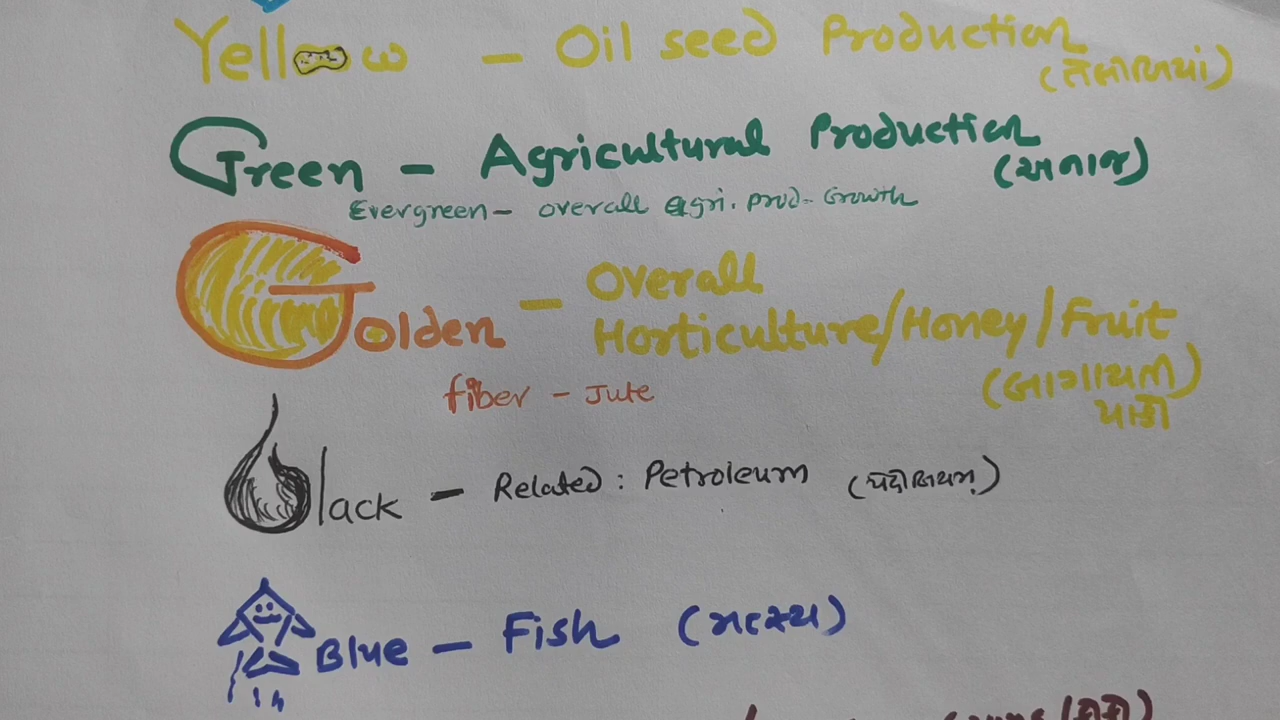 Yellow - Oil seed Production
(તેલીબિયાં)
Green - Agricultural Production
(અનાજ)
Evergreen - overall agri. prod- Growth
Golden - Overall
Horticulture/Honey/Fruit
(બાગાયતી)
પાકો
fiber - Jute
Black - Related : Petroleum (પેટ્રોલિયમ)
Blue - Fish (મત્સ્ય)